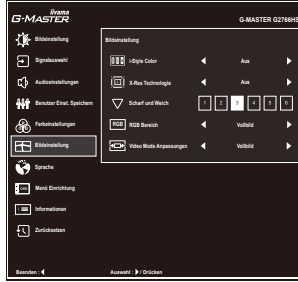 iiyama
G-MASTER
G-MASTER G2766HS
Bildeinstellung
Signalauswahl
Audioeinstellungen
Benutzer Einst. Speichern
Farbeinstellungen
Bildeinstellung
Sprache
Menü Einrichtung
Informationen
Zurücksetzen
Bildeinstellung
i-Style Color ◀ Aus ▶
X-Res Technologie ◀ Aus ▶
Scharf und Weich 1 2 3 4 5 6
RGB RGB Bereich ◀ Vollbild ▶
Video Mode Anpassungen ◀ Vollbild ▶
Beenden : ◀
Auswahl : ▶ / Drücken